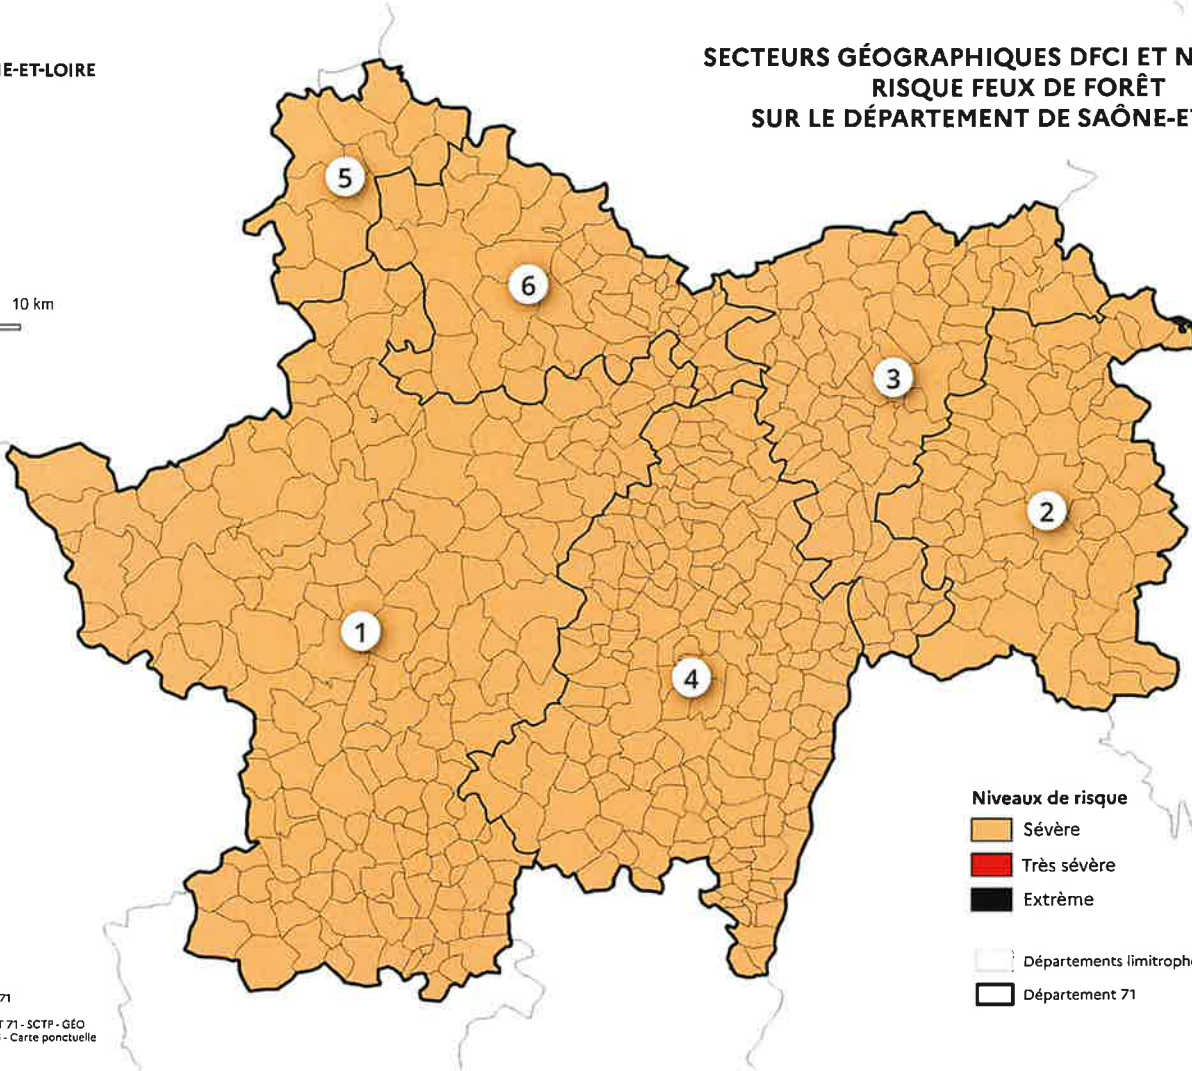 E-ET-LOIRE
SECTEURS GÉOGRAPHIQUES DFCI ET N
RISQUE FEUX DE FORÊT
SUR LE DÉPARTEMENT DE SAÔNE-E
5
6
10 km
3
2
1
4
Niveaux de risque
Sévère
Très sévère
Extrême
Départements limitroph
Département 71
71
T 71 - SCTP - GÉO
- Carte ponctuelle